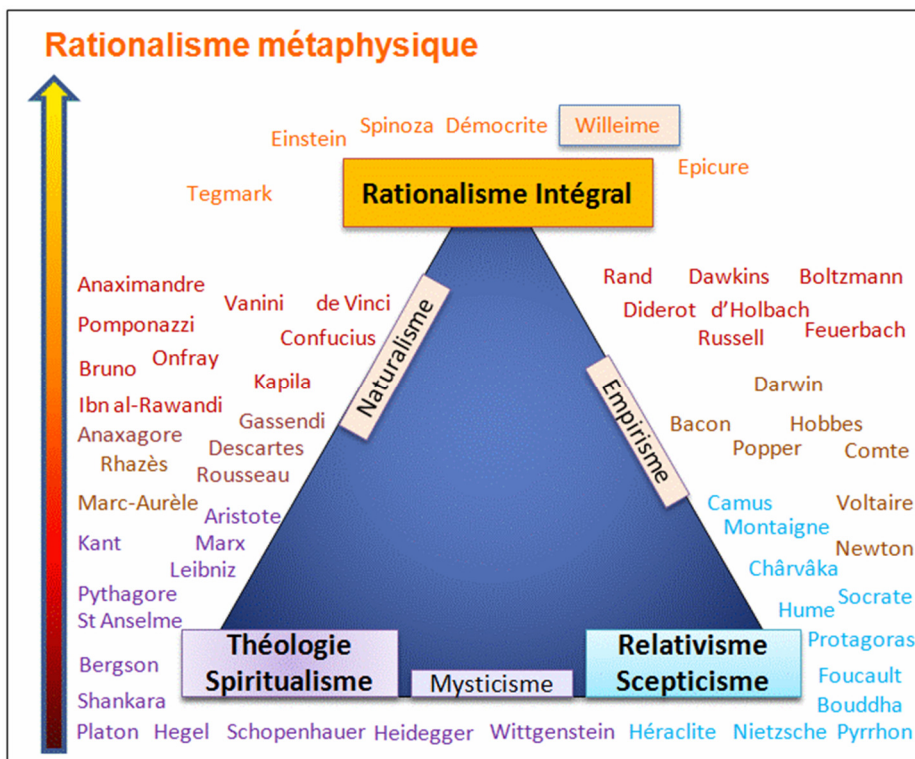 Rationalisme métaphysique
Einstein Spinoza Démocrite Willeime
Tegmark Epicure
Rationalisme Intégral
Anaximandre
Vanini de Vinci
Pomponazzi
Confucius
Bruno Onfray
Kapila
Ibn al-Rawandi
Gassendi
Anaxagore
Descartes
Rhazès
Rousseau
Marc-Aurèle
Aristote
Kant Marx
Leibniz
Pythagore
St Anselme
Bergson
Shankara
Naturalisme
Rand Dawkins Boltzmann
Diderot d’Holbach
Russell Feuerbach
Empirisme
Darwin
Bacon Hobbes
Popper Comte
Camus Voltaire
Montaigne
Newton
Chârvâka
Hume Socrate
Protagoras
Foucault
Bouddha
Théologie
Spiritualisme
Mysticisme
Relativisme
Scepticisme
Platon Hegel Schopenhauer Heidegger Wittgenstein Héraclite Nietzsche Pyrrhon